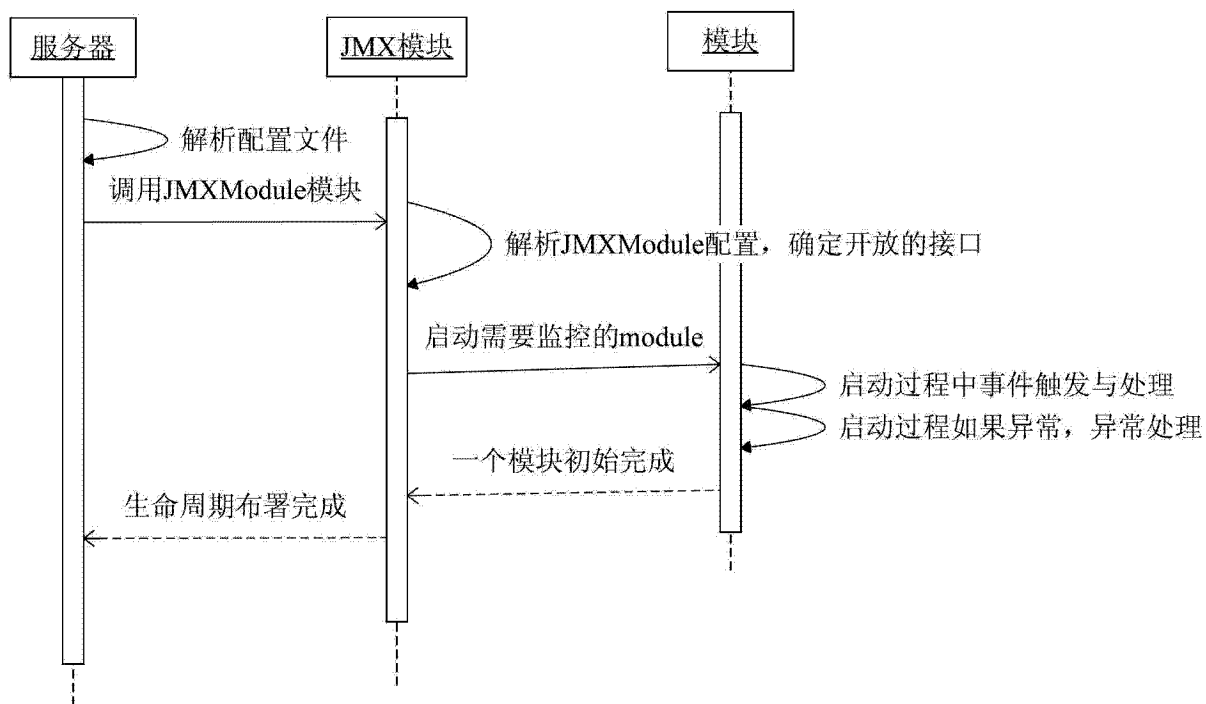 服务器
JMX模块
模块
解析配置文件
调用JMXModule模块
解析JMXModule配置，确定开放的接口
启动需要监控的module
启动过程中事件触发与处理
启动过程如果异常，异常处理
一个模块初始完成
生命周期布署完成